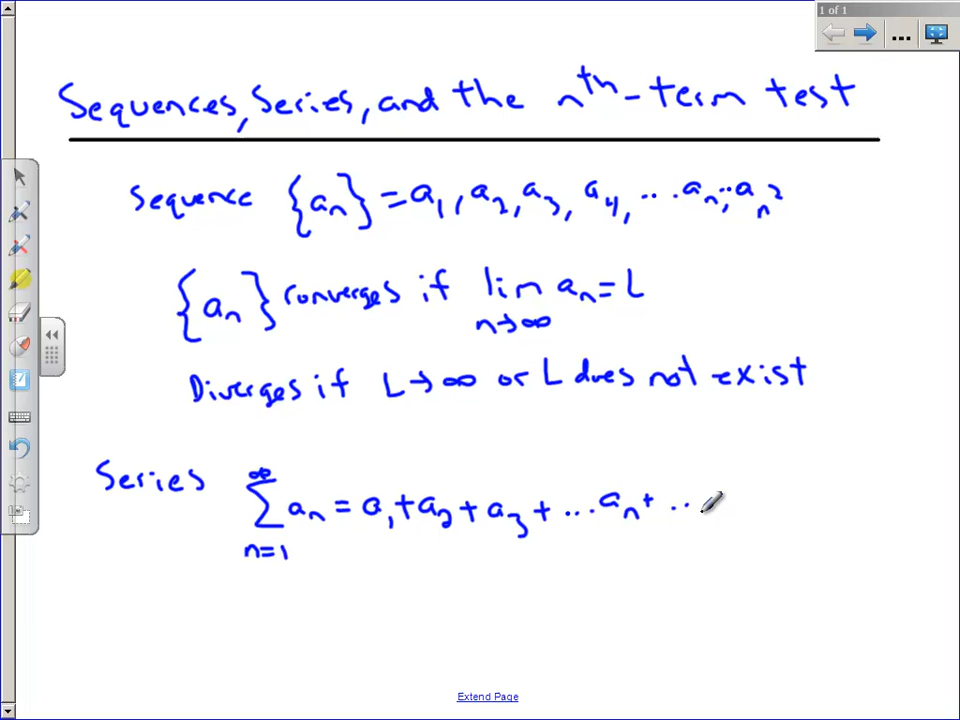 1 of 1
Sequences, Series, and the nth-term test
Sequence {an} = a1, a2, a3, a4, ... an, ..
{an} converges if lim an = L
n→∞
Diverges if L→∞ or L does not exist
Series ∞ Σ an = a1 + a2 + a3 + ... an + ..
n=1
Extend Page